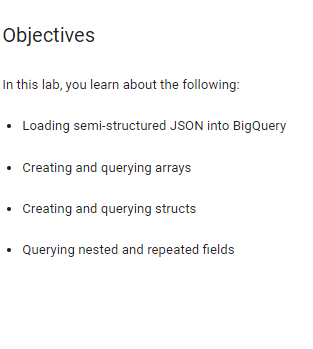 Objectives
In this lab, you learn about the following:
• Loading semi-structured JSON into BigQuery
• Creating and querying arrays
• Creating and querying structs
• Querying nested and repeated fields